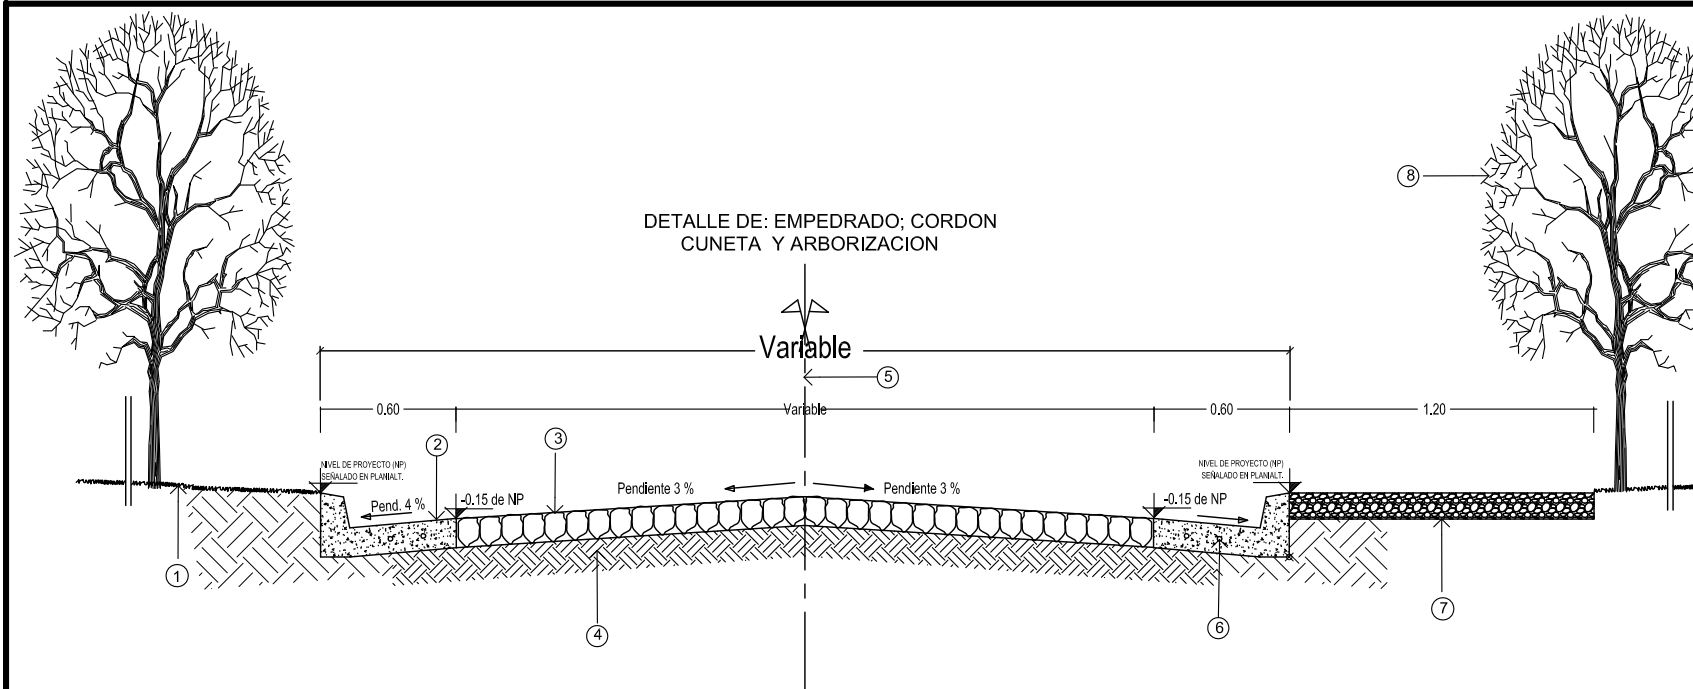 8
DETALLE DE: EMPEDRADO; CORDON
CUNETA Y ARBORIZACION
Variable
5
0.60
Variable
0.60
1.20
2
3
NIVEL DE PROYECTO (NP)
SEÑALADO EN PLANIALT.
NIVEL DE PROYECTO (NP)
SEÑALADO EN PLANIALT.
Pend. 4 %
-0.15 de NP
Pendiente 3 %
Pendiente 3 %
-0.15 de NP
1
4
6
7